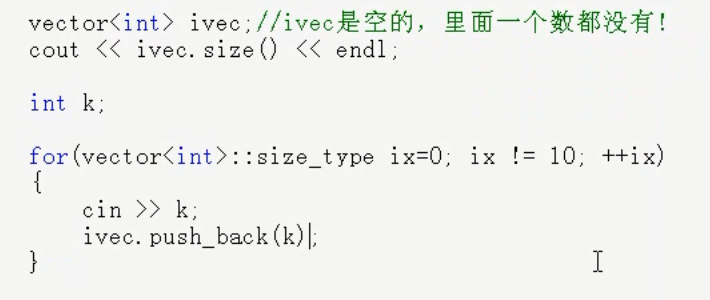 vector<int> ivec;//ivec是空的，里面一个数都没有！
cout << ivec.size() << endl;
int k;
for(vector<int>::size_type ix=0; ix != 10; ++ix)
{
cin >> k;
ivec.push_back(k);
}